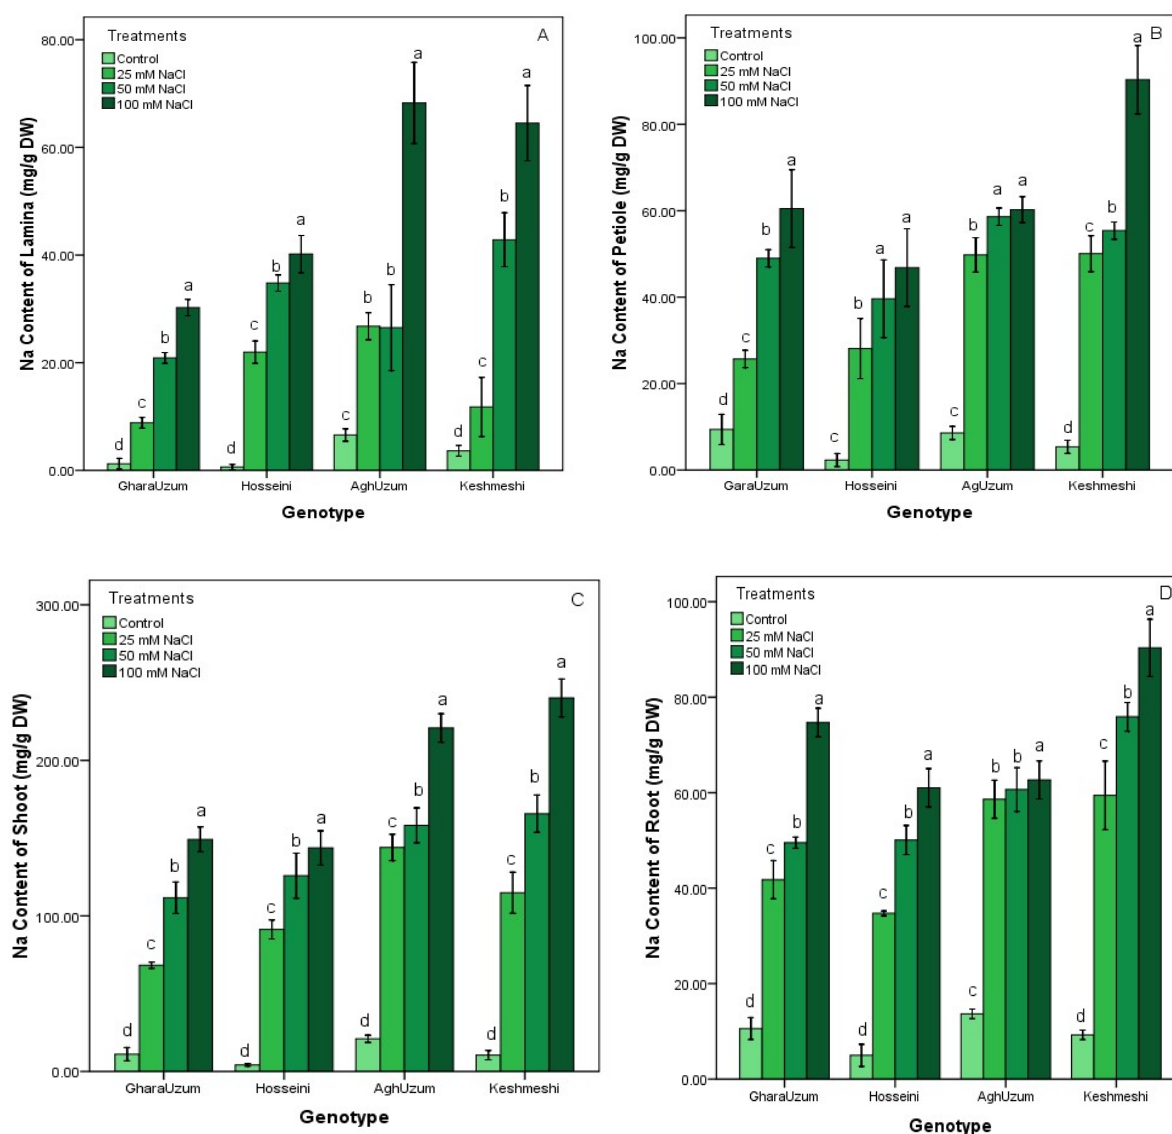 Treatments
Control
25 mM NaCl
50 mM NaCl
100 mM NaCl
A
80.00
60.00
40.00
20.00
0.00
Na Content of Lamina (mg/g DW)
d c b a
d c b a
c b b a
d c b a
GharaUzum Hosseini AghUzum Keshmeshi
Genotype
Treatments
Control
25 mM NaCl
50 mM NaCl
100 mM NaCl
B
100.00
80.00
60.00
40.00
20.00
0.00
Na Content of Petiole (mg/g DW)
d c b a
c b a a
c b a a
d c b a
GaraUzum Hosseini AgUzum Keshmeshi
Genotype
Treatments
Control
25 mM NaCl
50 mM NaCl
100 mM NaCl
C
300.00
200.00
100.00
0.00
Na Content of Shoot (mg/g DW)
d c b a
d c b a
d c b a
d c b a
GharaUzum Hosseini AghUzum Keshmeshi
Genotype
Treatments
Control
25 mM NaCl
50 mM NaCl
100 mM NaCl
D
100.00
80.00
60.00
40.00
20.00
0.00
Na Content of Root (mg/g DW)
d c b a
d c b a
c b b a
d c b a
GharaUzum Hosseini AghUzum Keshmeshi
Genotype